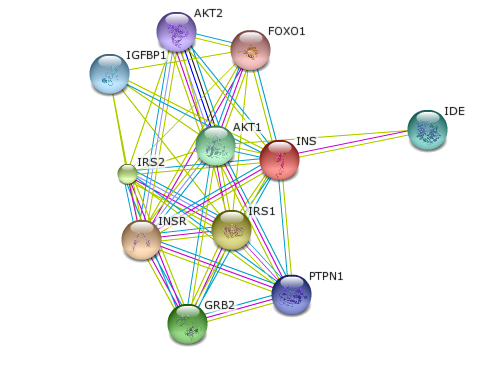 AKT2
FOXO1
IGFBP1
IDE
AKT1
INS
IRS2
IRS1
INSR
PTPN1
GRB2